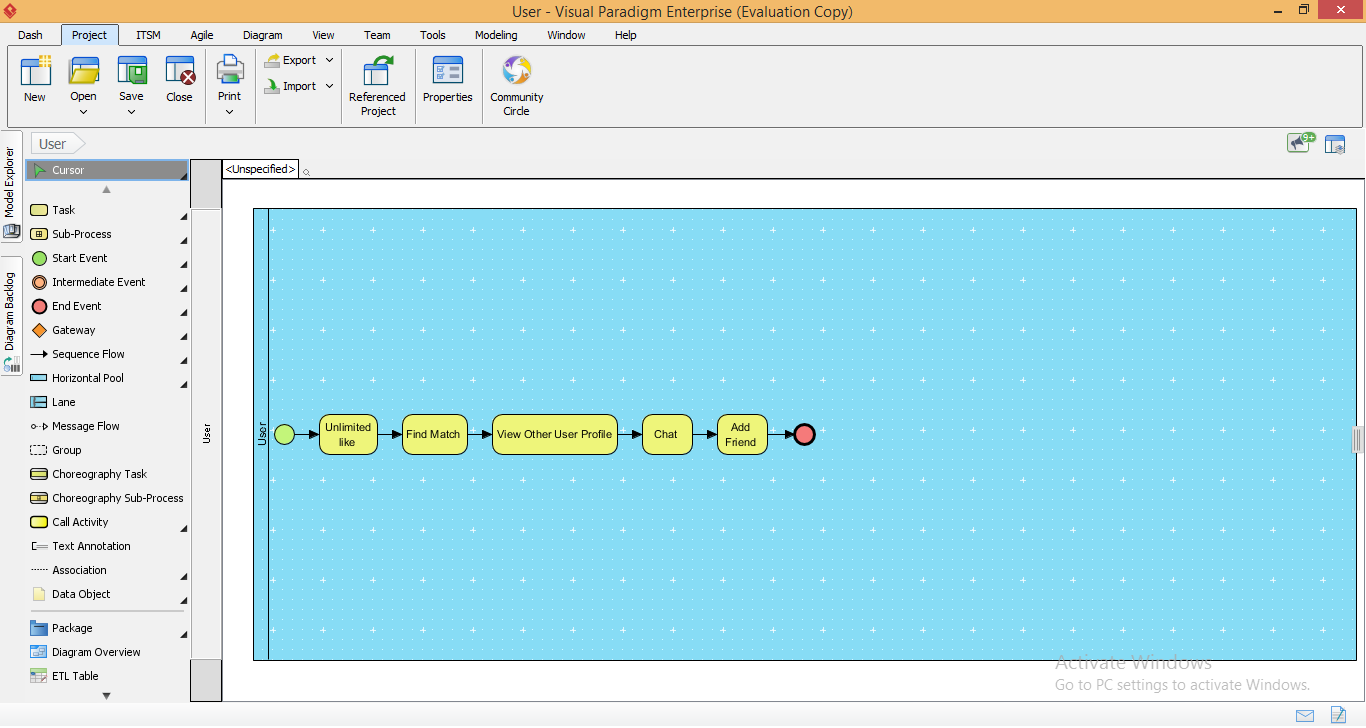 User - Visual Paradigm Enterprise (Evaluation Copy)
Dash Project ITSM Agile Diagram View Team Tools Modeling Window Help
New Open Save Close Print
Export
Import
Referenced
Project
Properties
Community
Circle
User
9+
Model Explorer
Diagram Backlog
Cursor
Task
Sub-Process
Start Event
Intermediate Event
End Event
Gateway
Sequence Flow
Horizontal Pool
Lane
Message Flow
Group
Choreography Task
Choreography Sub-Process
Call Activity
Text Annotation
Association
Data Object
Package
Diagram Overview
ETL Table
<Unspecified>
User
User
Unlimited
like
Find Match
View Other User Profile
Chat
Add
Friend
Activate Windows
Go to PC settings to activate Windows.